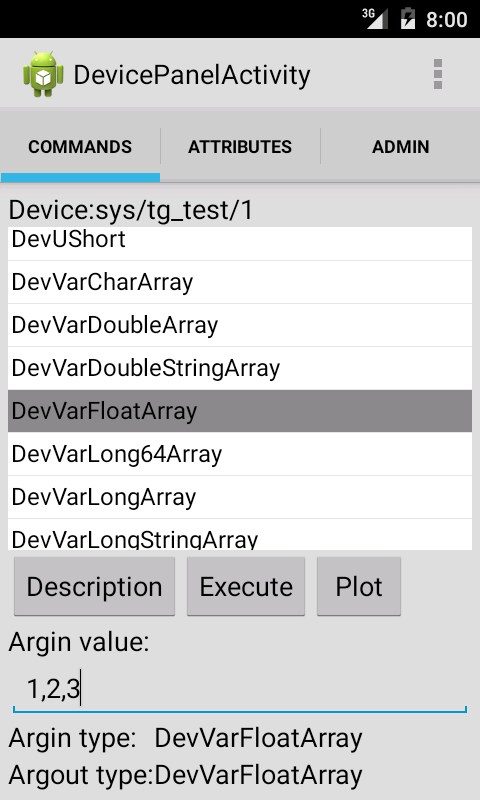 3G 8:00
DevicePanelActivity
COMMANDS ATTRIBUTES ADMIN
Device:sys/tg_test/1
DevUShort
DevVarCharArray
DevVarDoubleArray
DevVarDoubleStringArray
DevVarFloatArray
DevVarLong64Array
DevVarLongArray
DevVarLongStringArray
Description Execute Plot
Argin value:
1,2,3
Argin type: DevVarFloatArray
Argout type:DevVarFloatArray